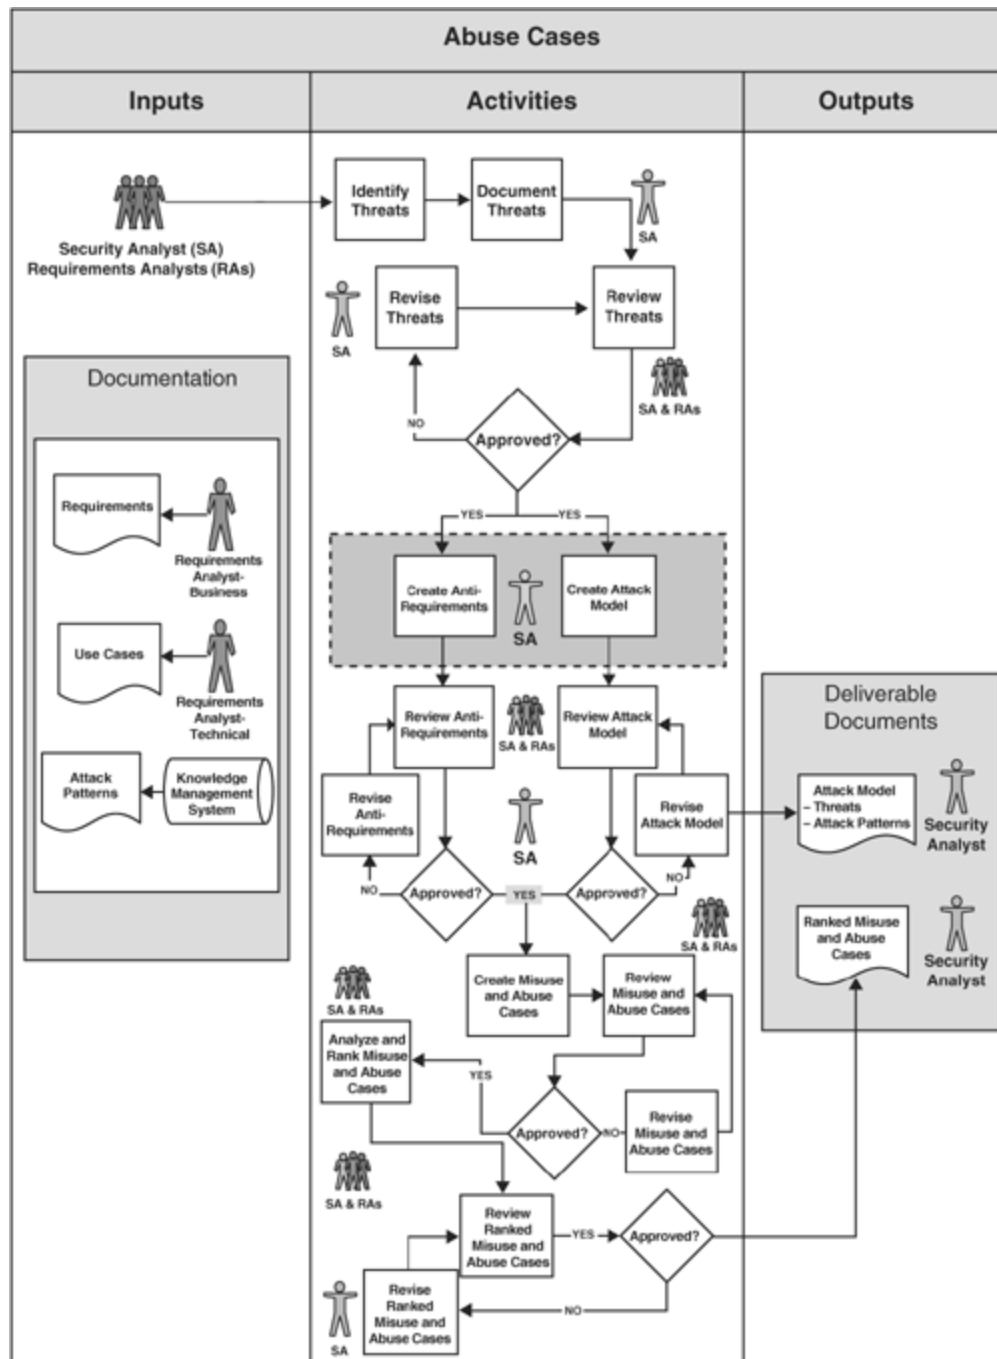 Abuse Cases
Inputs
Activities
Outputs
Security Analyst (SA)
Requirements Analysts (RAs)
Identify
Threats
Document
Threats
SA
Revise
Threats
SA
Review
Threats
SA & RAs
NO
Approved?
YES
YES
Documentation
Requirements
Requirements
Analyst-
Business
Use Cases
Requirements
Analyst-
Technical
Attack
Patterns
Knowledge
Management
System
Create Anti-
Requirements
SA
Create Attack
Model
Review Anti-
Requirements
SA & RAs
Review Attack
Model
Revise
Anti-
Requirements
SA
Revise
Attack Model
NO
Approved?
YES
Approved?
NO
SA & RAs
Create Misuse
and Abuse
Cases
Review
Misuse and
Abuse Cases
SA & RAs
Analyze and
Rank Misuse
and Abuse
Cases
YES
Approved?
NO
Revise
Misuse and
Abuse Cases
SA & RAs
Review
Ranked
Misuse and
Abuse Cases
YES
Approved?
NO
Revise
Ranked
Misuse and
Abuse Cases
SA
Deliverable
Documents
Attack Model
– Threats
– Attack Patterns
Security
Analyst
Ranked Misuse
and Abuse
Cases
Security
Analyst